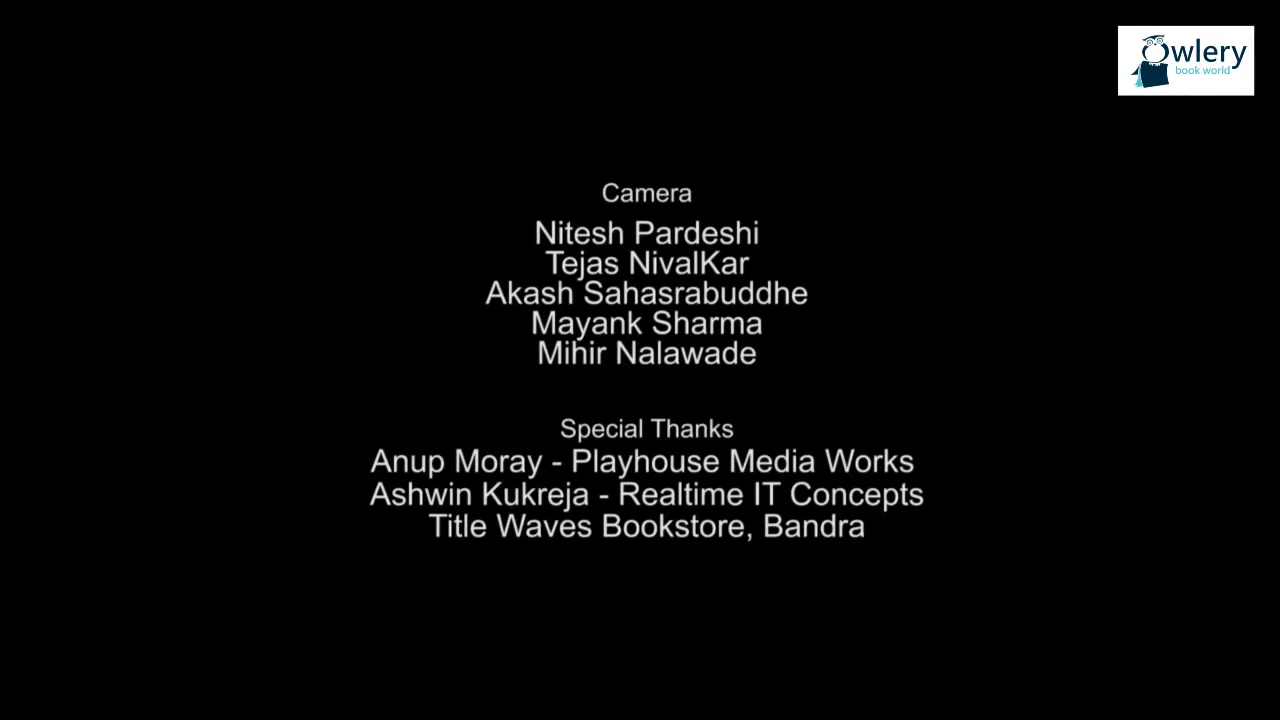 Owlery
book world
Camera
Nitesh Pardeshi
Tejas NivalKar
Akash Sahasrabuddhe
Mayank Sharma
Mihir Nalawade
Special Thanks
Anup Moray - Playhouse Media Works
Ashwin Kukreja - Realtime IT Concepts
Title Waves Bookstore, Bandra